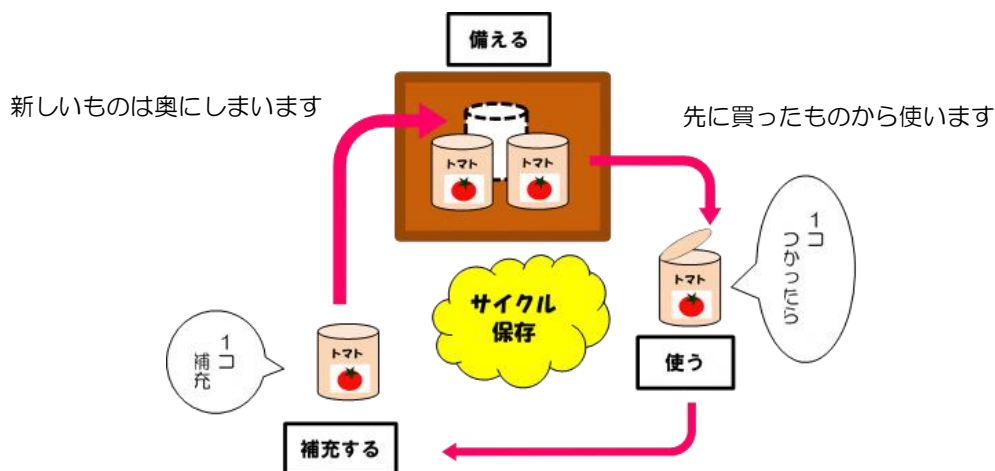 備える
新しいものは奥にしまいます
先に買ったものから使います
トマト
トマト
1コ
つかったら
トマト
サイクル
保存
使う
1コ
補充
トマト
補充する